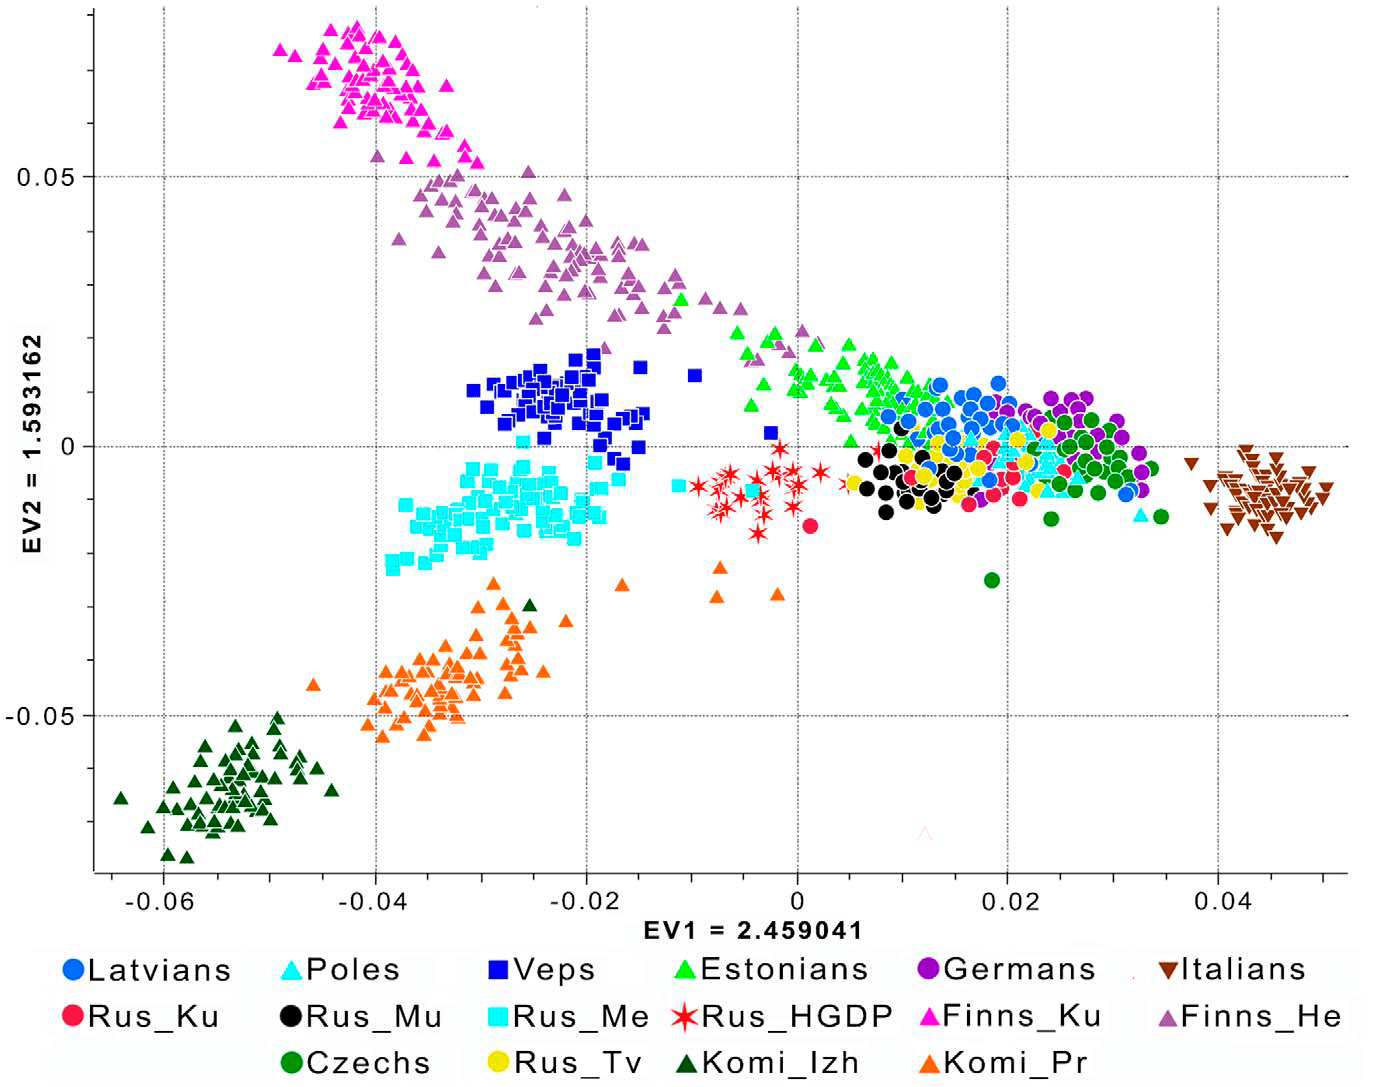 0.05
0
-0.05
EV2 = 1.593162
-0.06 -0.04 -0.02 0 0.02 0.04
EV1 = 2.459041
Latvians Poles Veps Estonians Germans Italians
Rus_Ku Rus_Mu Rus_Me Rus_HGDP Finns_Ku Finns_He
Czechs Rus_Tv Komi_Izh Komi_Pr